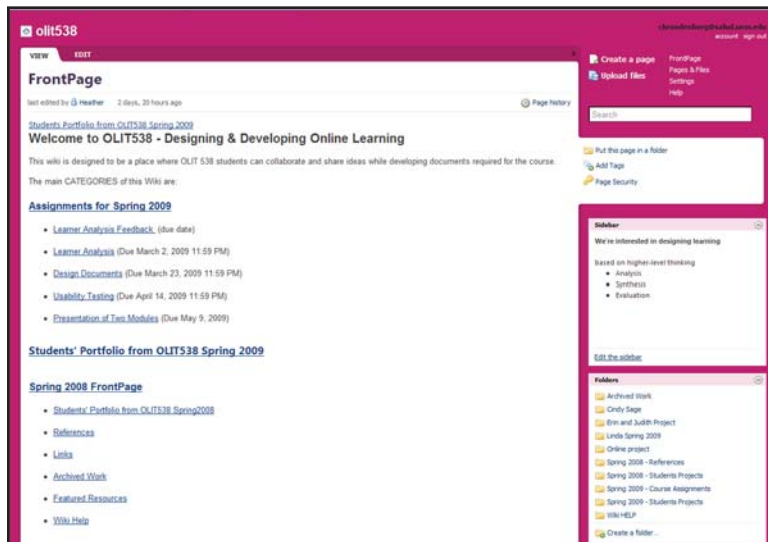 olit538
account sign out
VIEW EDIT
FrontPage
last edited by Heather 2 days, 20 hours ago Page history
Students Portfolio from OLIT538 Spring 2009
Welcome to OLIT538 - Designing & Developing Online Learning
This wiki is designed to be a place where OLIT 538 students can collaborate and share ideas while developing documents required for the course.
The main CATEGORIES of this Wiki are:
Assignments for Spring 2009
Learner Analysis Feedback (due date)
Learner Analysis (Due March 2, 2009 11:59 PM)
Design Documents (Due March 23, 2009 11:59 PM)
Usability Testing (Due April 14, 2009 11:59 PM)
Presentation of Two Modules (Due May 9, 2009)
Students' Portfolio from OLIT538 Spring 2009
Spring 2008 FrontPage
Students' Portfolio from OLIT538 Spring2008
References
Links
Archived Work
Featured Resources
Wiki Help
Create a page
Upload files
FrontPage
Pages & Files
Settings
Help
Search
Put this page in a folder
Add Tags
Page Security
Sidebar
We're interested in designing learning
based on higher-level thinking
Analysis
Synthesis
Evaluation
Edit the sidebar
Folders
Archived Work
Cindy Sage
Erin and Judith Project
Linda Spring 2009
Online project
Spring 2008 - References
Spring 2008 - Students Projects
Spring 2009 - Course Assignments
Spring 2009 - Students Projects
Wiki HELP
Create a folder...